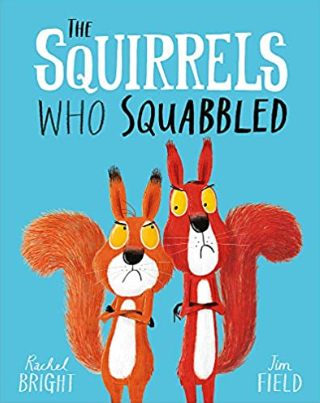 THE
SQUIRRELS
WHO SQUABBLED
Rachel
BRIGHT
Jim
FIELD